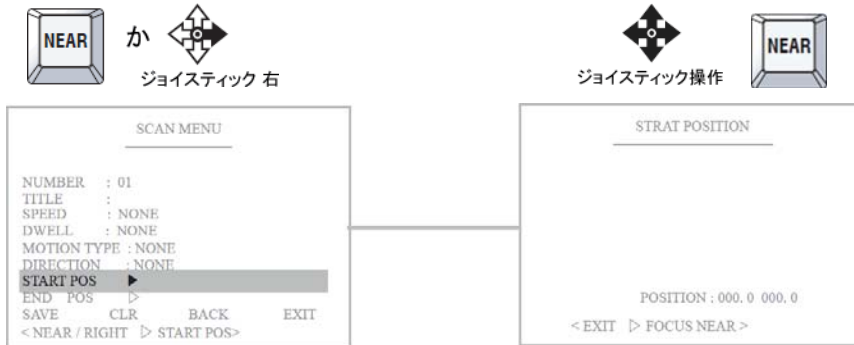 NEAR
か
ジョイスティック 右
SCAN MENU
NUMBER : 01
TITLE :
SPEED : NONE
DWELL : NONE
MOTION TYPE : NONE
DIRECTION : NONE
START POS ▶
END POS ▷
SAVE CLR BACK EXIT
< NEAR / RIGHT ▷ START POS>
ジョイスティック操作
NEAR
STRAT POSITION
POSITION : 000. 0 000. 0
< EXIT ▷ FOCUS NEAR >